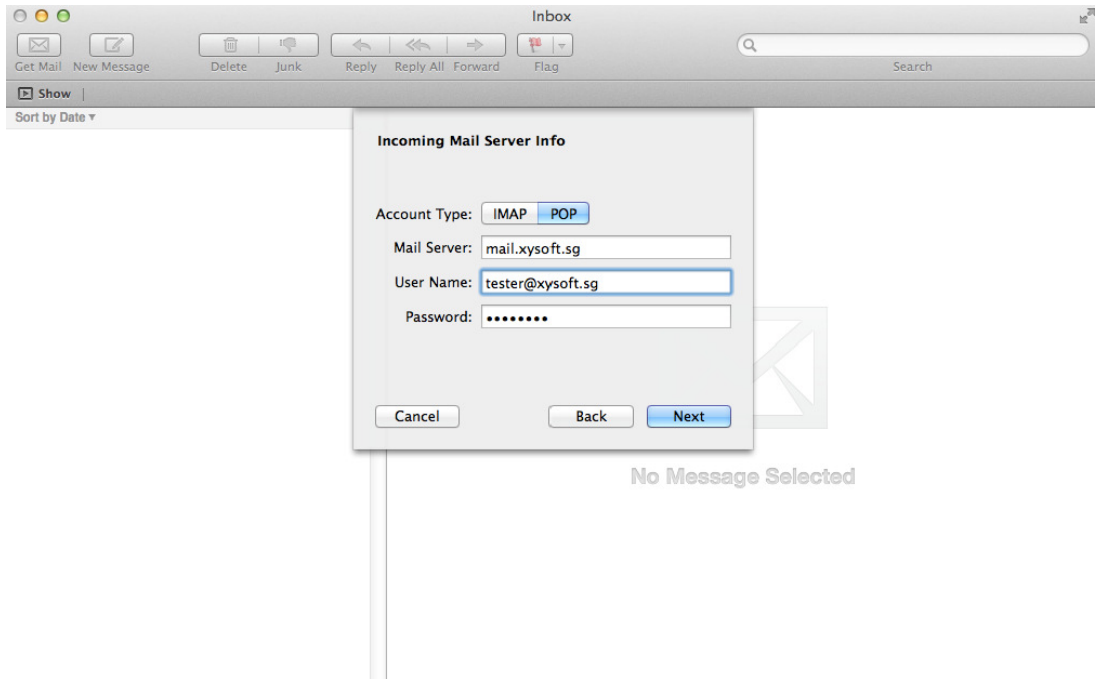 Inbox
Get Mail New Message Delete Junk Reply Reply All Forward Flag Search
Show
Sort by Date
Incoming Mail Server Info
Account Type: IMAP POP
Mail Server: mail.xysoft.sg
User Name: tester@xysoft.sg
Password: ••••••••
Cancel Back Next
No Message Selected